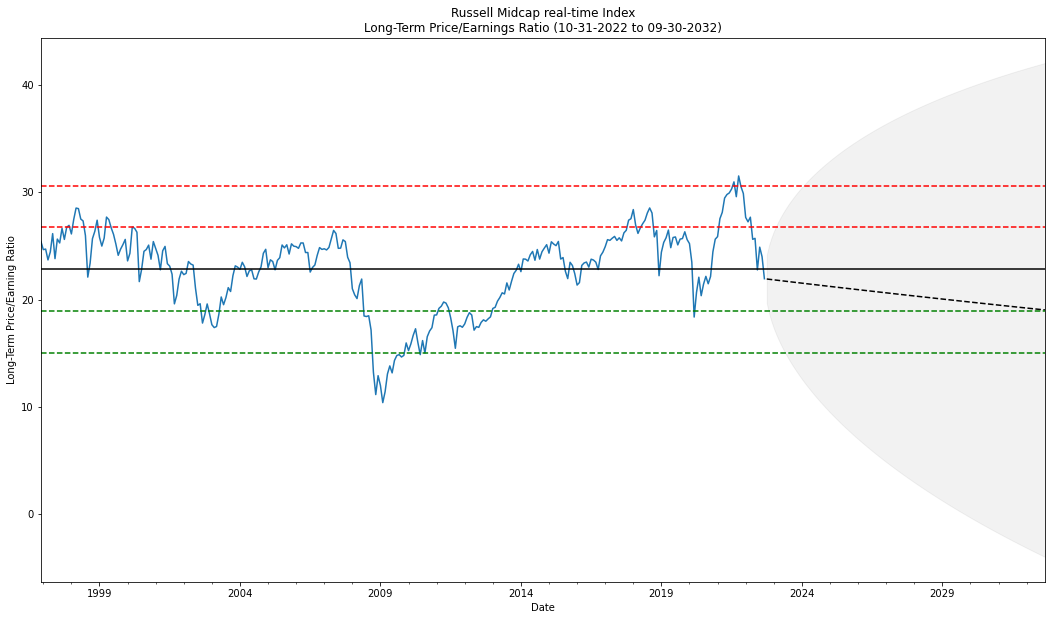 Russell Midcap real-time Index
Long-Term Price/Earnings Ratio (10-31-2022 to 09-30-2032)
Long-Term Price/Earning Ratio
40
30
20
10
0
1999 2004 2009 2014 2019 2024 2029
Date